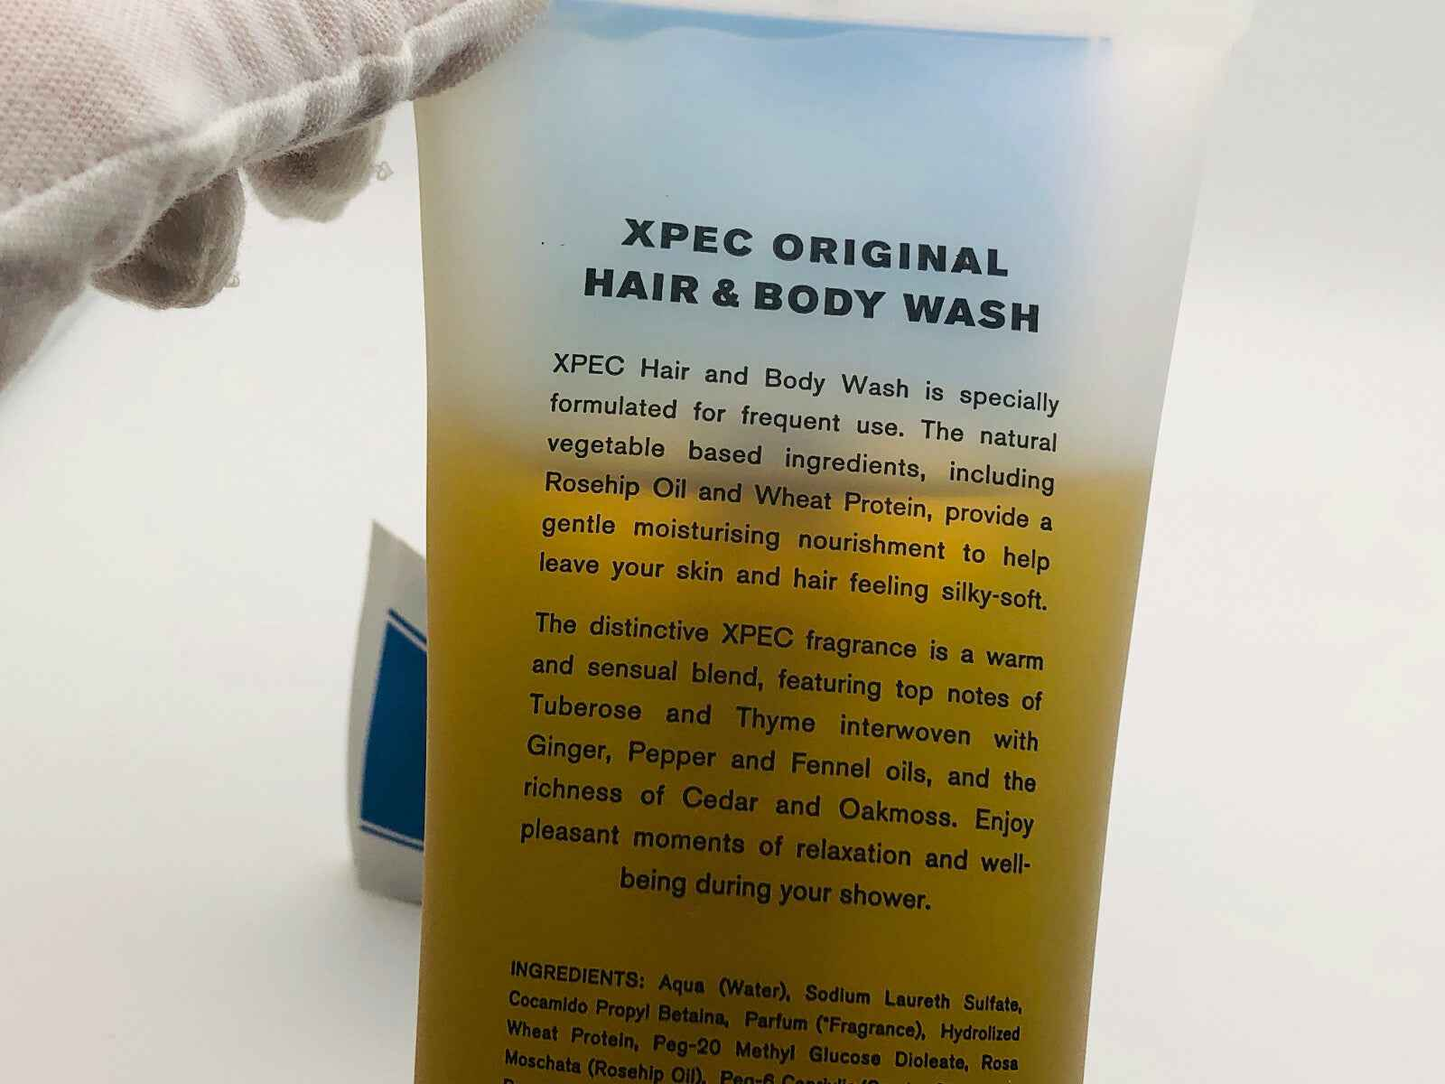 XPEC ORIGINAL
HAIR & BODY WASH
XPEC Hair and Body Wash is specially
formulated for frequent use. The natural
vegetable based ingredients, including
Rosehip Oil and Wheat Protein, provide a
gentle moisturising nourishment to help
leave your skin and hair feeling silky-soft.
The distinctive XPEC fragrance is a warm
and sensual blend, featuring top notes of
Tuberose and Thyme interwoven with
Ginger, Pepper and Fennel oils, and the
richness of Cedar and Oakmoss. Enjoy
pleasant moments of relaxation and well-
being during your shower.
INGREDIENTS: Aqua (Water), Sodium Laureth Sulfate,
Cocamido Propyl Betaina, Parfum (*Fragrance), Hydrolized
Wheat Protein, Peg-20 Methyl Glucose Dioleate, Rosa
Moschata (Rosehip Oil), Peg-6